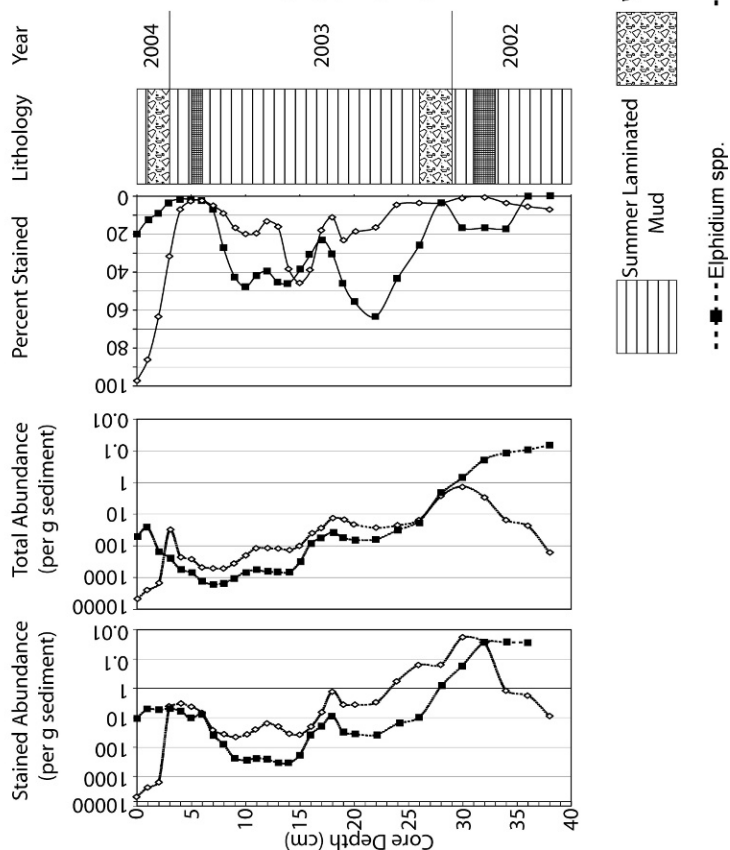 Year
2004
2003
2002
Lithology
Percent Stained
0
20
40
60
80
100
Total Abundance
(per g sediment)
0.01
0.1
1
10
100
1000
10000
Stained Abundance
(per g sediment)
0.01
0.1
1
10
100
1000
10000
0
5
10
15
20
25
30
35
40
Core Depth (cm)
Summer Laminated
Mud
Elphidium spp.